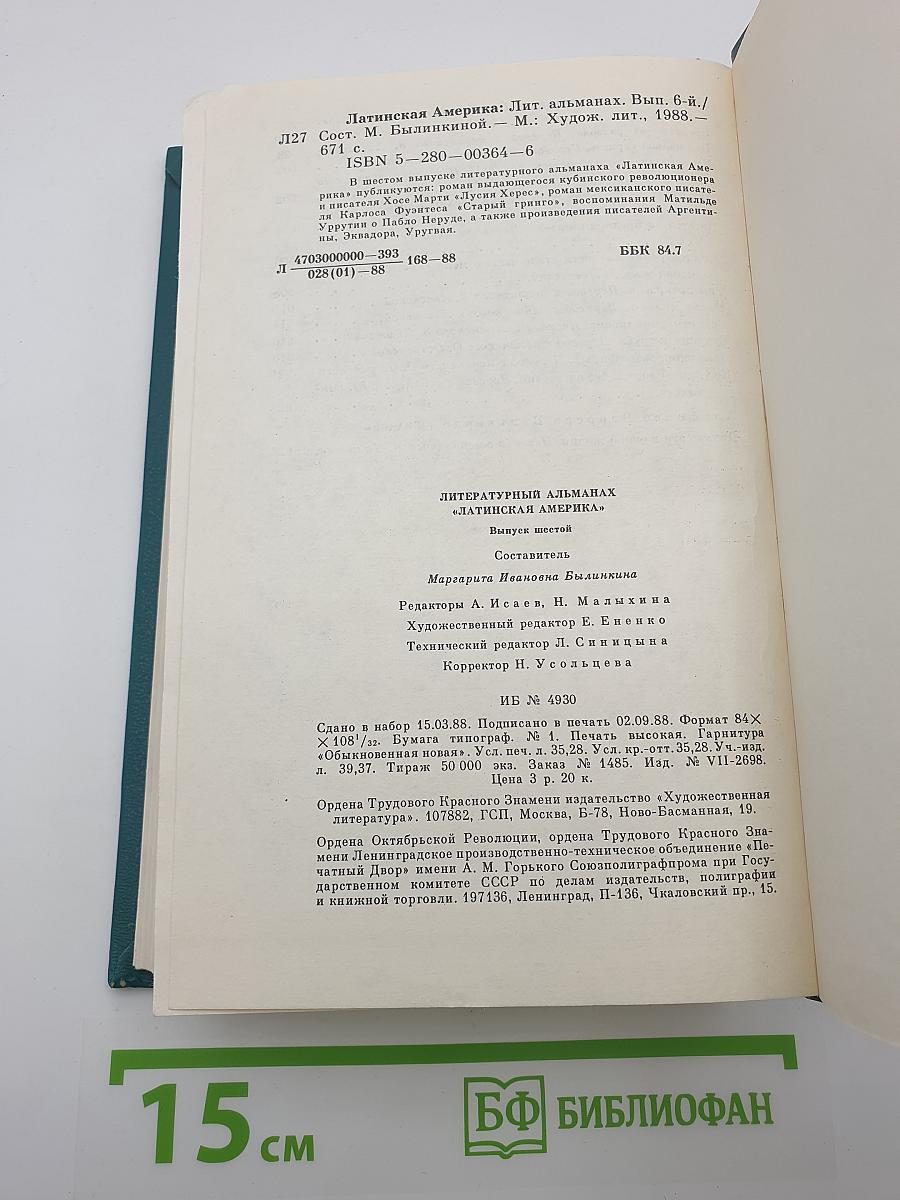 Латинская Америка: Лит. альманах. Вып. 6-й./
Л27 Сост. М. Былинкиной.— М.: Худож. лит., 1988.—
671 с.
ISBN 5—280—00364—6
В шестом выпуске литературного альманаха «Латинская Аме-
рика» публикуются: роман выдающегося кубинского революционера
и писателя Хосе Марти «Лусия Херес», роман мексиканского писате-
ля Карлоса Фуэнтеса «Старый гринго», воспоминания Матильде
Уррутии о Пабло Неруде, а также произведения писателей Аргенти-
ны, Эквадора, Уругвая.
Л 4703000000—393 168—88 ББК 84.7
028(01)—88
ЛИТЕРАТУРНЫЙ АЛЬМАНАХ
«ЛАТИНСКАЯ АМЕРИКА»
Выпуск шестой
Составитель
Маргарита Ивановна Былинкина
Редакторы А. Исаев, Н. Малыхина
Художественный редактор Е. Ененко
Технический редактор Л. Синицына
Корректор Н. Усольцева
ИБ № 4930
Сдано в набор 15.03.88. Подписано в печать 02.09.88. Формат 84×
×108¹/₃₂. Бумага типограф. № 1. Печать высокая. Гарнитура
«Обыкновенная новая». Усл. печ. л. 35,28. Усл. кр.-отт. 35,28. Уч.-изд.
л. 39,37. Тираж 50 000 экз. Заказ № 1485. Изд. № VII-2698.
Цена 3 р. 20 к.
Ордена Трудового Красного Знамени издательство «Художественная
литература». 107882, ГСП, Москва, Б-78, Ново-Басманная, 19.
Ордена Октябрьской Революции, ордена Трудового Красного Зна-
мени Ленинградское производственно-техническое объединение «Пе-
чатный Двор» имени А. М. Горького Союзполиграфпрома при Госу-
дарственном комитете СССР по делам издательств, полиграфии
и книжной торговли. 197136, Ленинград, П-136, Чкаловский пр., 15.
15 см
БФ БИБЛИОФАН